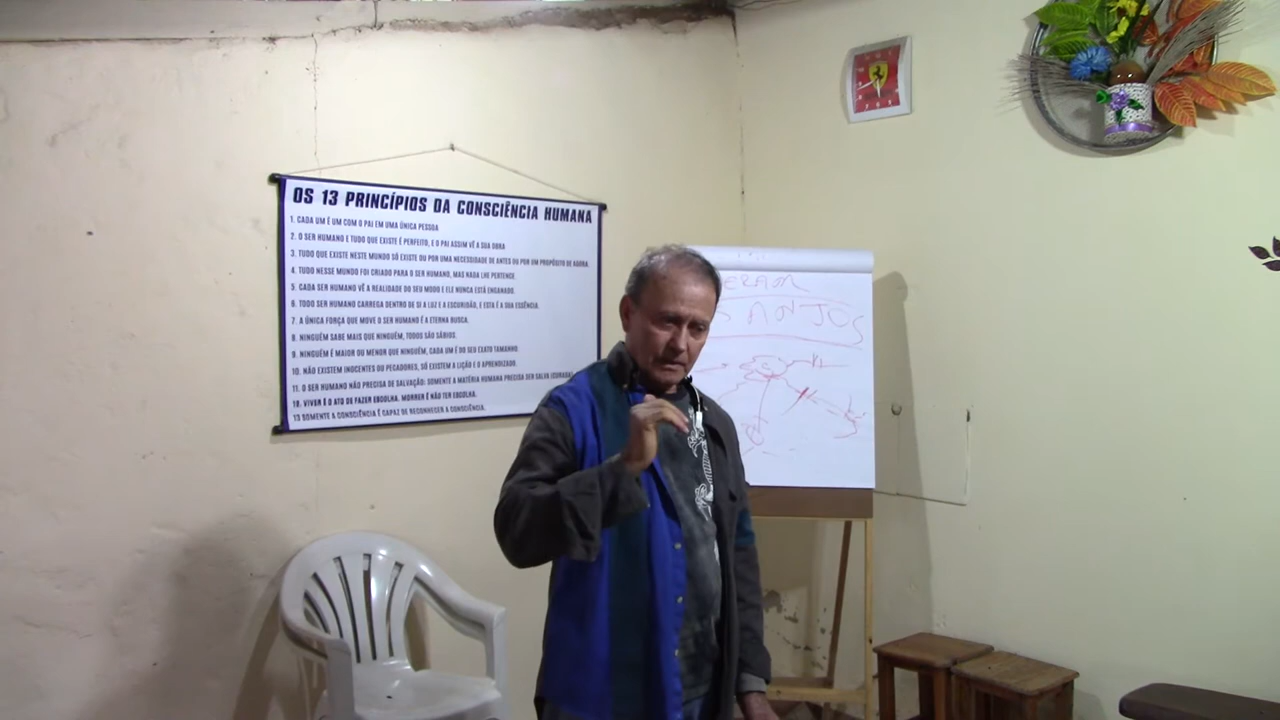 OS 13 PRINCÍPIOS DA CONSCIÊNCIA HUMANA
1. CADA UM É UM COM O PAI EM UMA ÚNICA PESSOA
2. O SER HUMANO E TUDO QUE EXISTE É PERFEITO, E O PAI ASSIM VÊ A SUA OBRA
3. TUDO QUE EXISTE NESTE MUNDO SÓ EXISTE OU POR UMA NECESSIDADE DE ANTES OU POR UM PROPÓSITO DE AGORA.
4. TUDO NESSE MUNDO FOI CRIADO PARA O SER HUMANO, MAS NADA LHE PERTENCE
5. CADA SER HUMANO VÊ A REALIDADE DO SEU MODO E ELE NUNCA ESTÁ ENGANADO.
6. TODO SER HUMANO CARREGA DENTRO DE SI A LUZ E A ESCURIDÃO, E ESTA É A SUA ESSÊNCIA.
7. A ÚNICA FORÇA QUE MOVE O SER HUMANO É A ETERNA BUSCA.
8. NINGUÉM SABE MAIS QUE NINGUÉM, TODOS SÃO SÁBIOS.
9. NINGUÉM É MAIOR OU MENOR QUE NINGUÉM, CADA UM É DO SEU EXATO TAMANHO
10. NÃO EXISTEM INOCENTES OU PECADORES, SÓ EXISTEM A LIÇÃO E O APRENDIZADO.
11. O SER HUMANO NÃO PRECISA DE SALVAÇÃO: SOMENTE A MATÉRIA HUMANA PRECISA SER SALVA (CURADA)
12. VIVER É O ATO DE FAZER ESCOLHA. MORRER É NÃO TER ESCOLHA.
13 SOMENTE A CONSCIÊNCIA É CAPAZ DE RECONHECER A CONSCIÊNCIA.
ANJOS